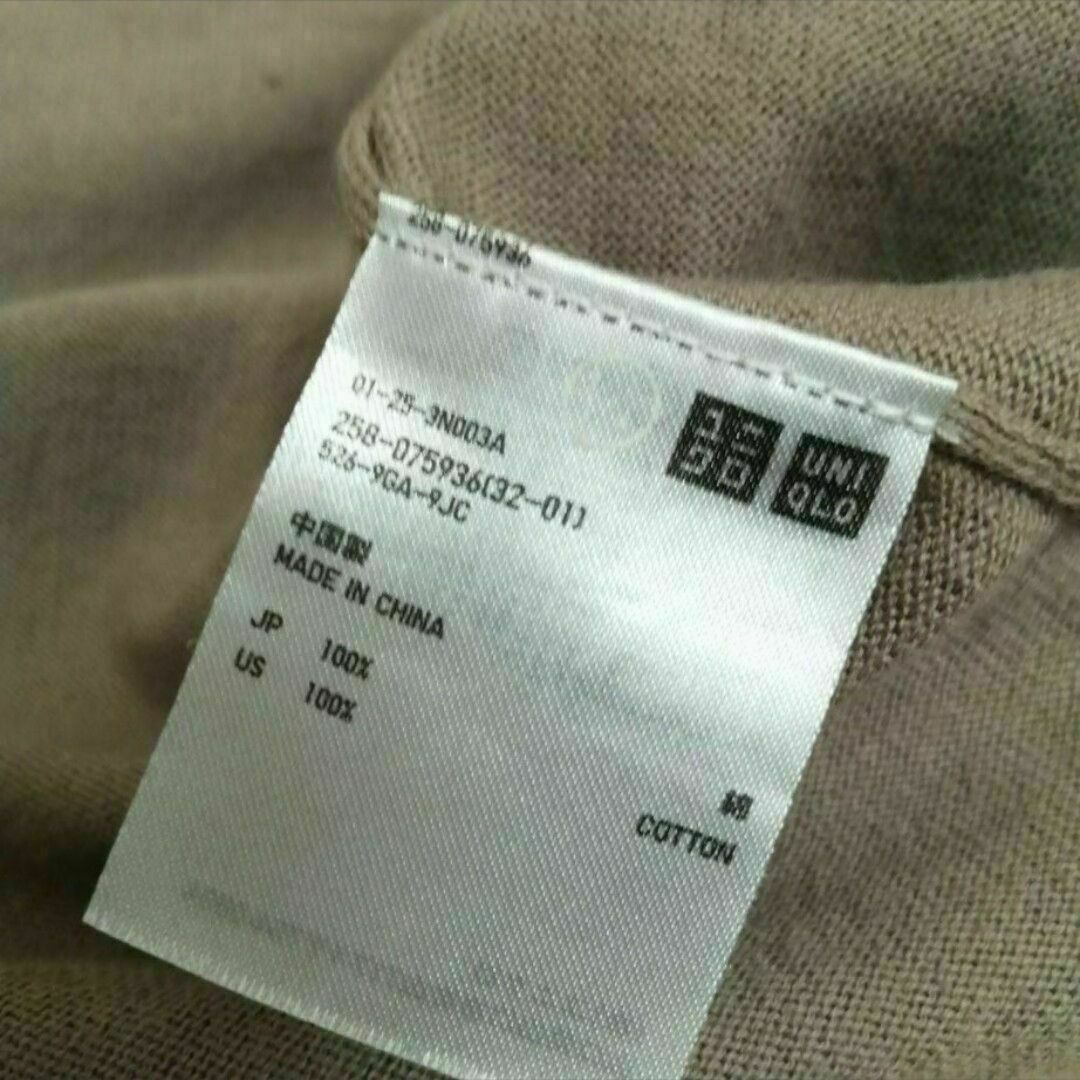 258-075936
01-25-3N003A
258-075936(32-01)
526-9GA-9JC
ユニ
クロ
UNI
QLO
中国製
MADE IN CHINA
JP 100%
US 100%
綿
COTTON